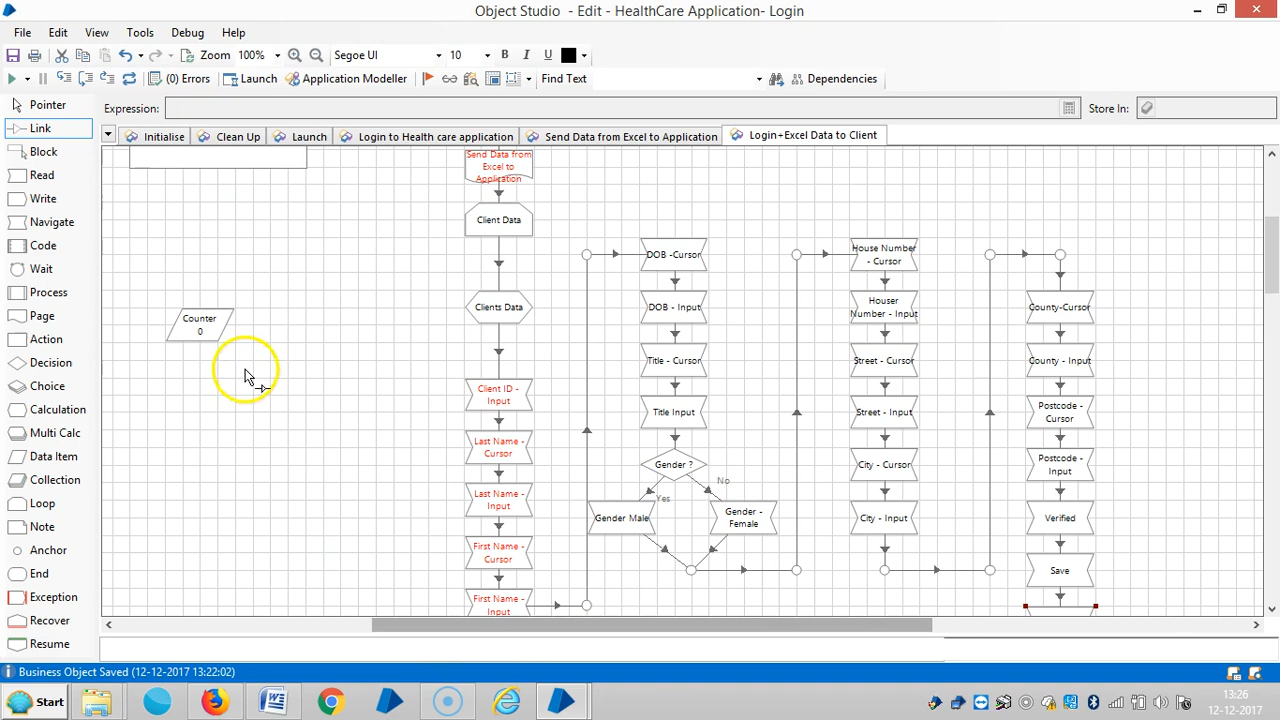 Object Studio - Edit - HealthCare Application- Login
File Edit View Tools Debug Help
Zoom 100% Segoe UI 10 B I U
(0) Errors Launch Application Modeller Find Text Dependencies
Pointer Expression: Store In:
Link
Initialise Clean Up Launch Login to Health care application Send Data from Excel to Application Login+Excel Data to Client
Block
Read
Write
Navigate
Code
Wait
Process
Page
Action
Decision
Choice
Calculation
Multi Calc
Data Item
Collection
Loop
Note
Anchor
End
Exception
Recover
Resume
Counter
0
Send Data from
Excel to
Application
Client Data
Clients Data
Client ID -
Input
Last Name -
Cursor
Last Name -
Input
First Name -
Cursor
First Name -
Input
DOB -Cursor
DOB - Input
Title - Cursor
Title Input
Gender ?
Yes
No
Gender Male
Gender -
Female
House Number
- Cursor
Houser
Number - Input
Street - Cursor
Street - Input
City - Cursor
City - Input
County-Cursor
County - Input
Postcode -
Cursor
Postcode -
Input
Verified
Save
Business Object Saved (12-12-2017 13:22:02)
Start
13:26
12-12-2017